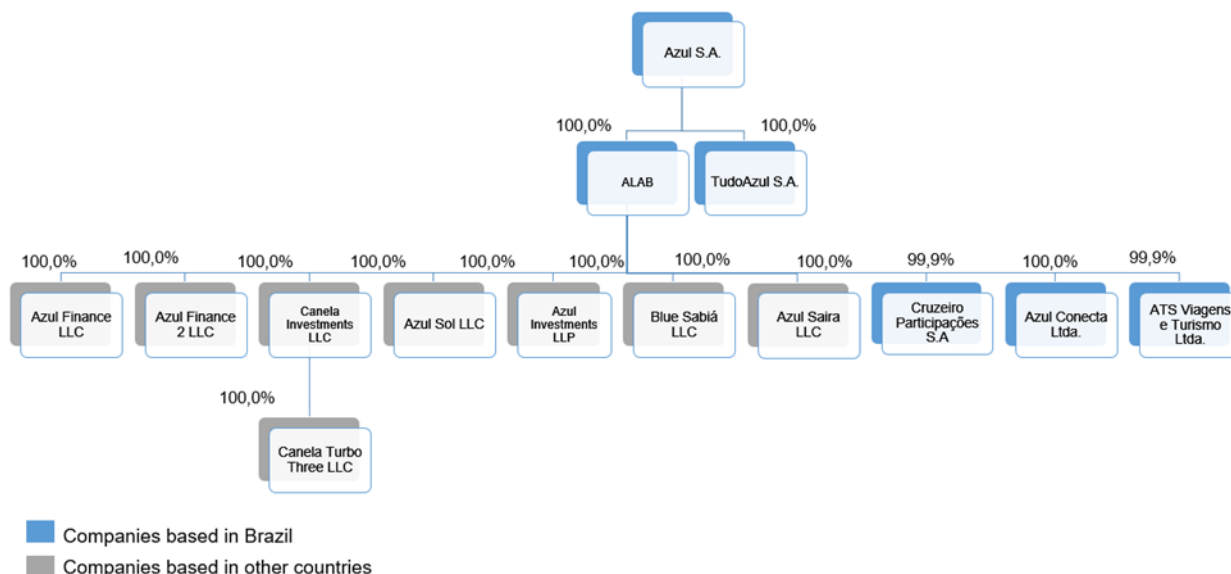 Azul S.A.
100,0%
100,0%
ALAB
TudoAzul S.A.
100,0%
100,0%
100,0%
100,0%
100,0%
100,0%
100,0%
100,0%
99,9%
100,0%
99,9%
Azul Finance
LLC
Azul Finance
2 LLC
Canela
Investments
LLC
Azul Sol LLC
Azul
Investments
LLP
Blue Sabiá
LLC
Azul Saira
LLC
Cruzeiro
Participações
S.A
Azul Conecta
Ltda.
ATS Viagens
e Turismo
Ltda.
100,0%
Canela Turbo
Three LLC
Companies based in Brazil
Companies based in other countries